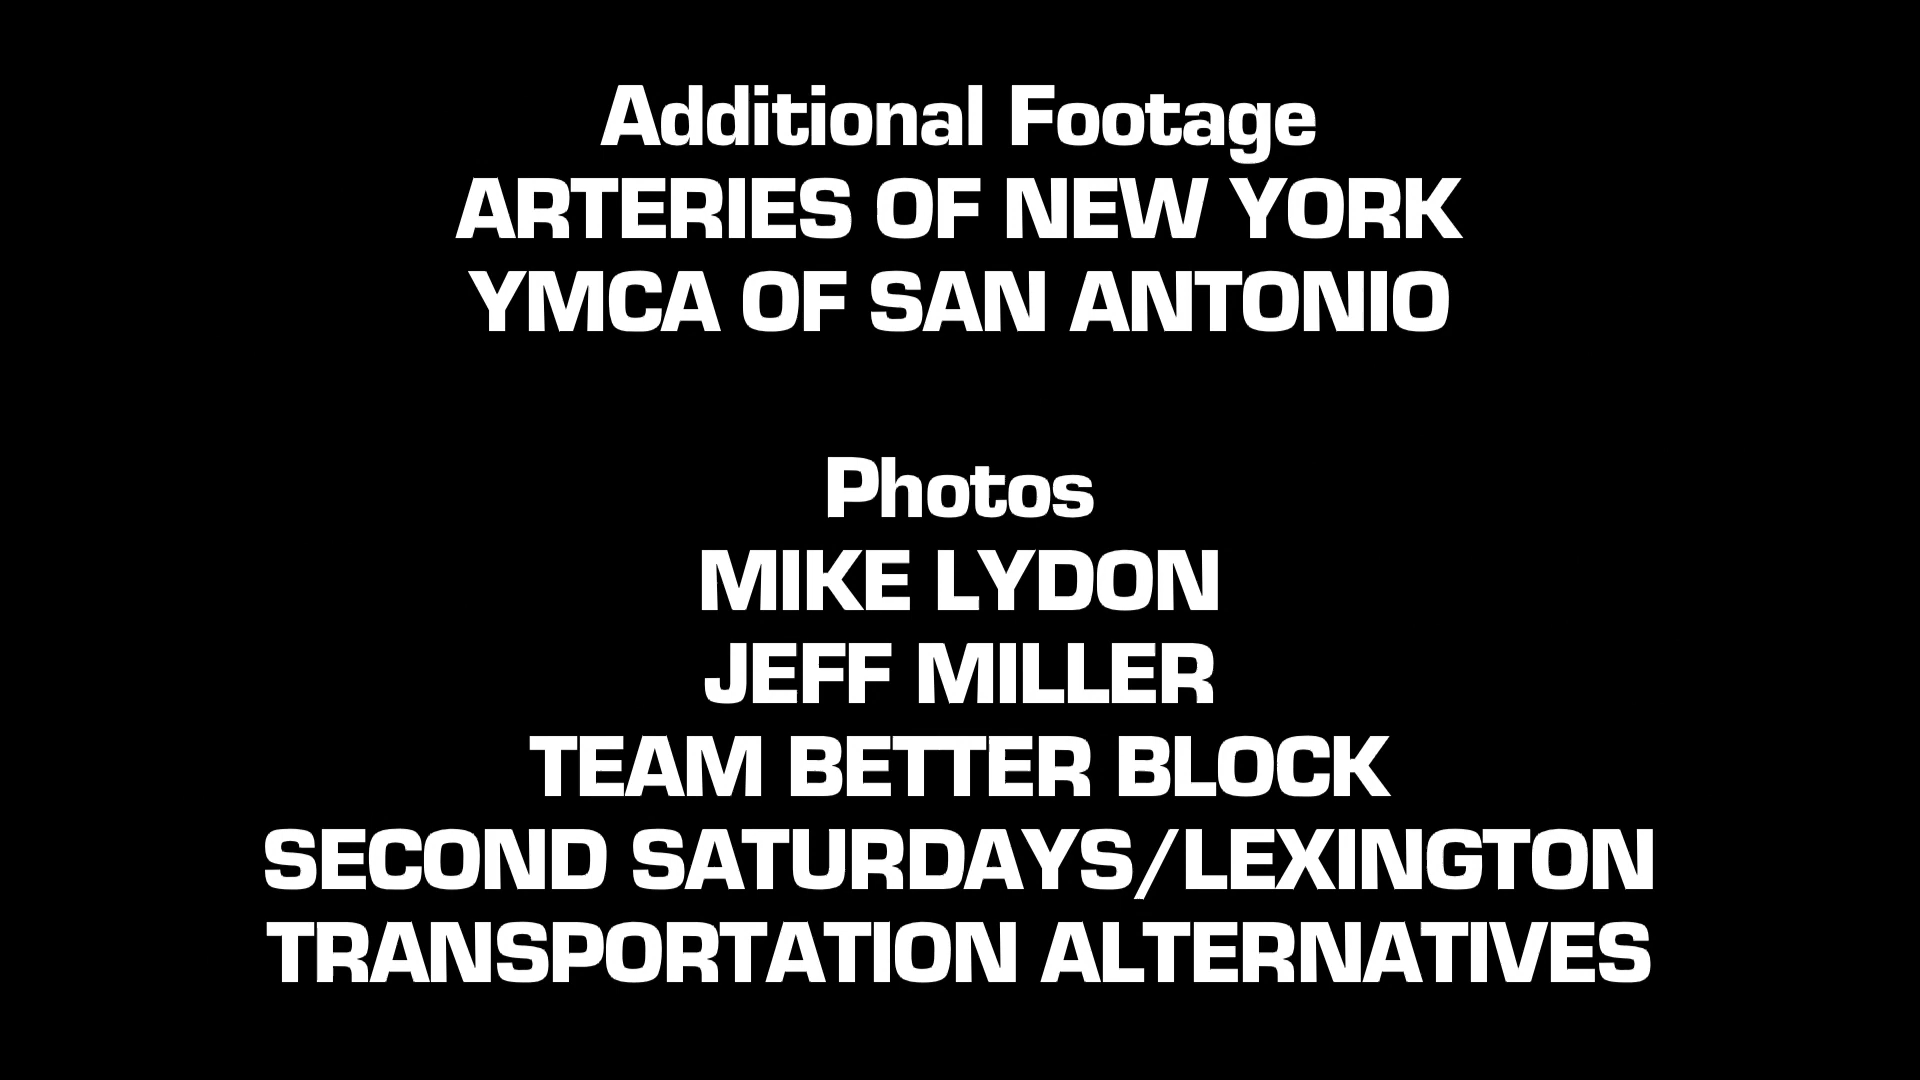 Additional Footage
ARTERIES OF NEW YORK
YMCA OF SAN ANTONIO
Photos
MIKE LYDON
JEFF MILLER
TEAM BETTER BLOCK
SECOND SATURDAYS/LEXINGTON
TRANSPORTATION ALTERNATIVES